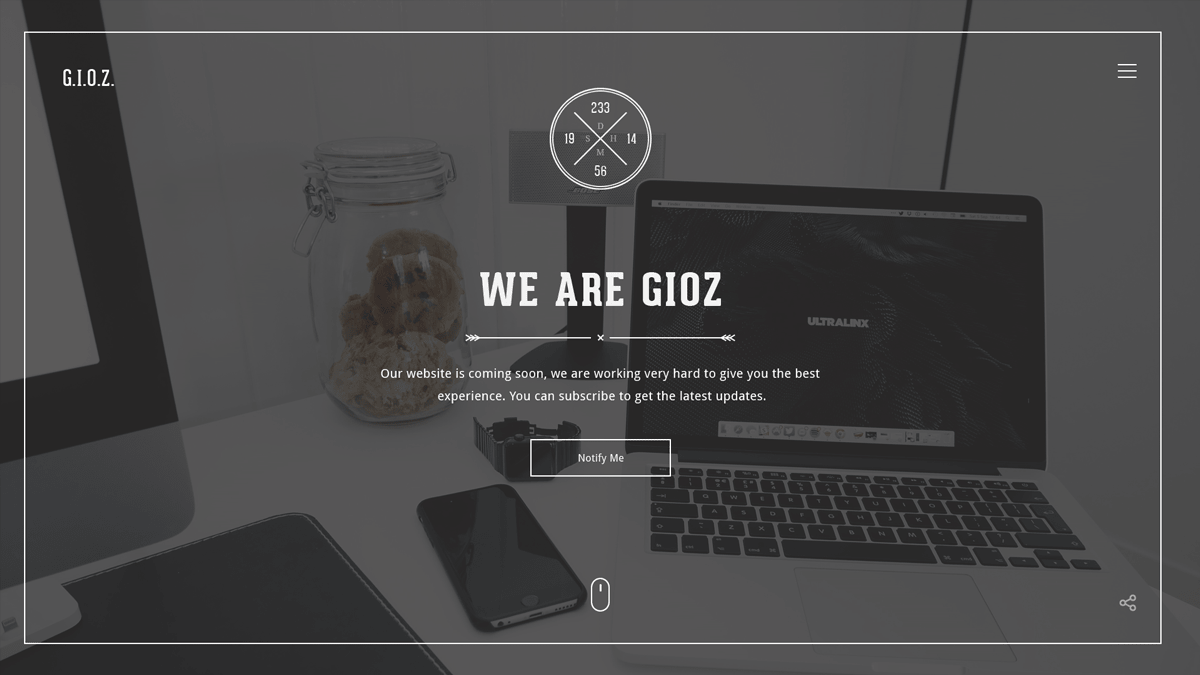 G.I.O.Z.
233
D
19 S H 14
M
56
ULTRALINX
WE ARE GIOZ
Our website is coming soon, we are working very hard to give you the best
experience. You can subscribe to get the latest updates.
Notify Me